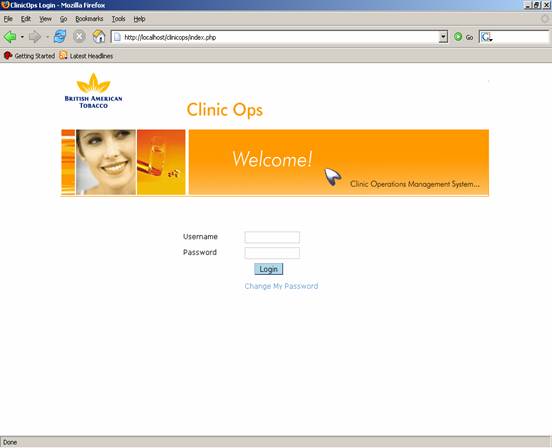 ClinicOps Login - Mozilla Firefox
File Edit View Go Bookmarks Tools Help
http://localhost/clinicops/index.php
Go
Getting Started Latest Headlines
BRITISH AMERICAN
TOBACCO
Clinic Ops
Welcome!
Clinic Operations Management System...
Username
Password
Login
Change My Password
Done